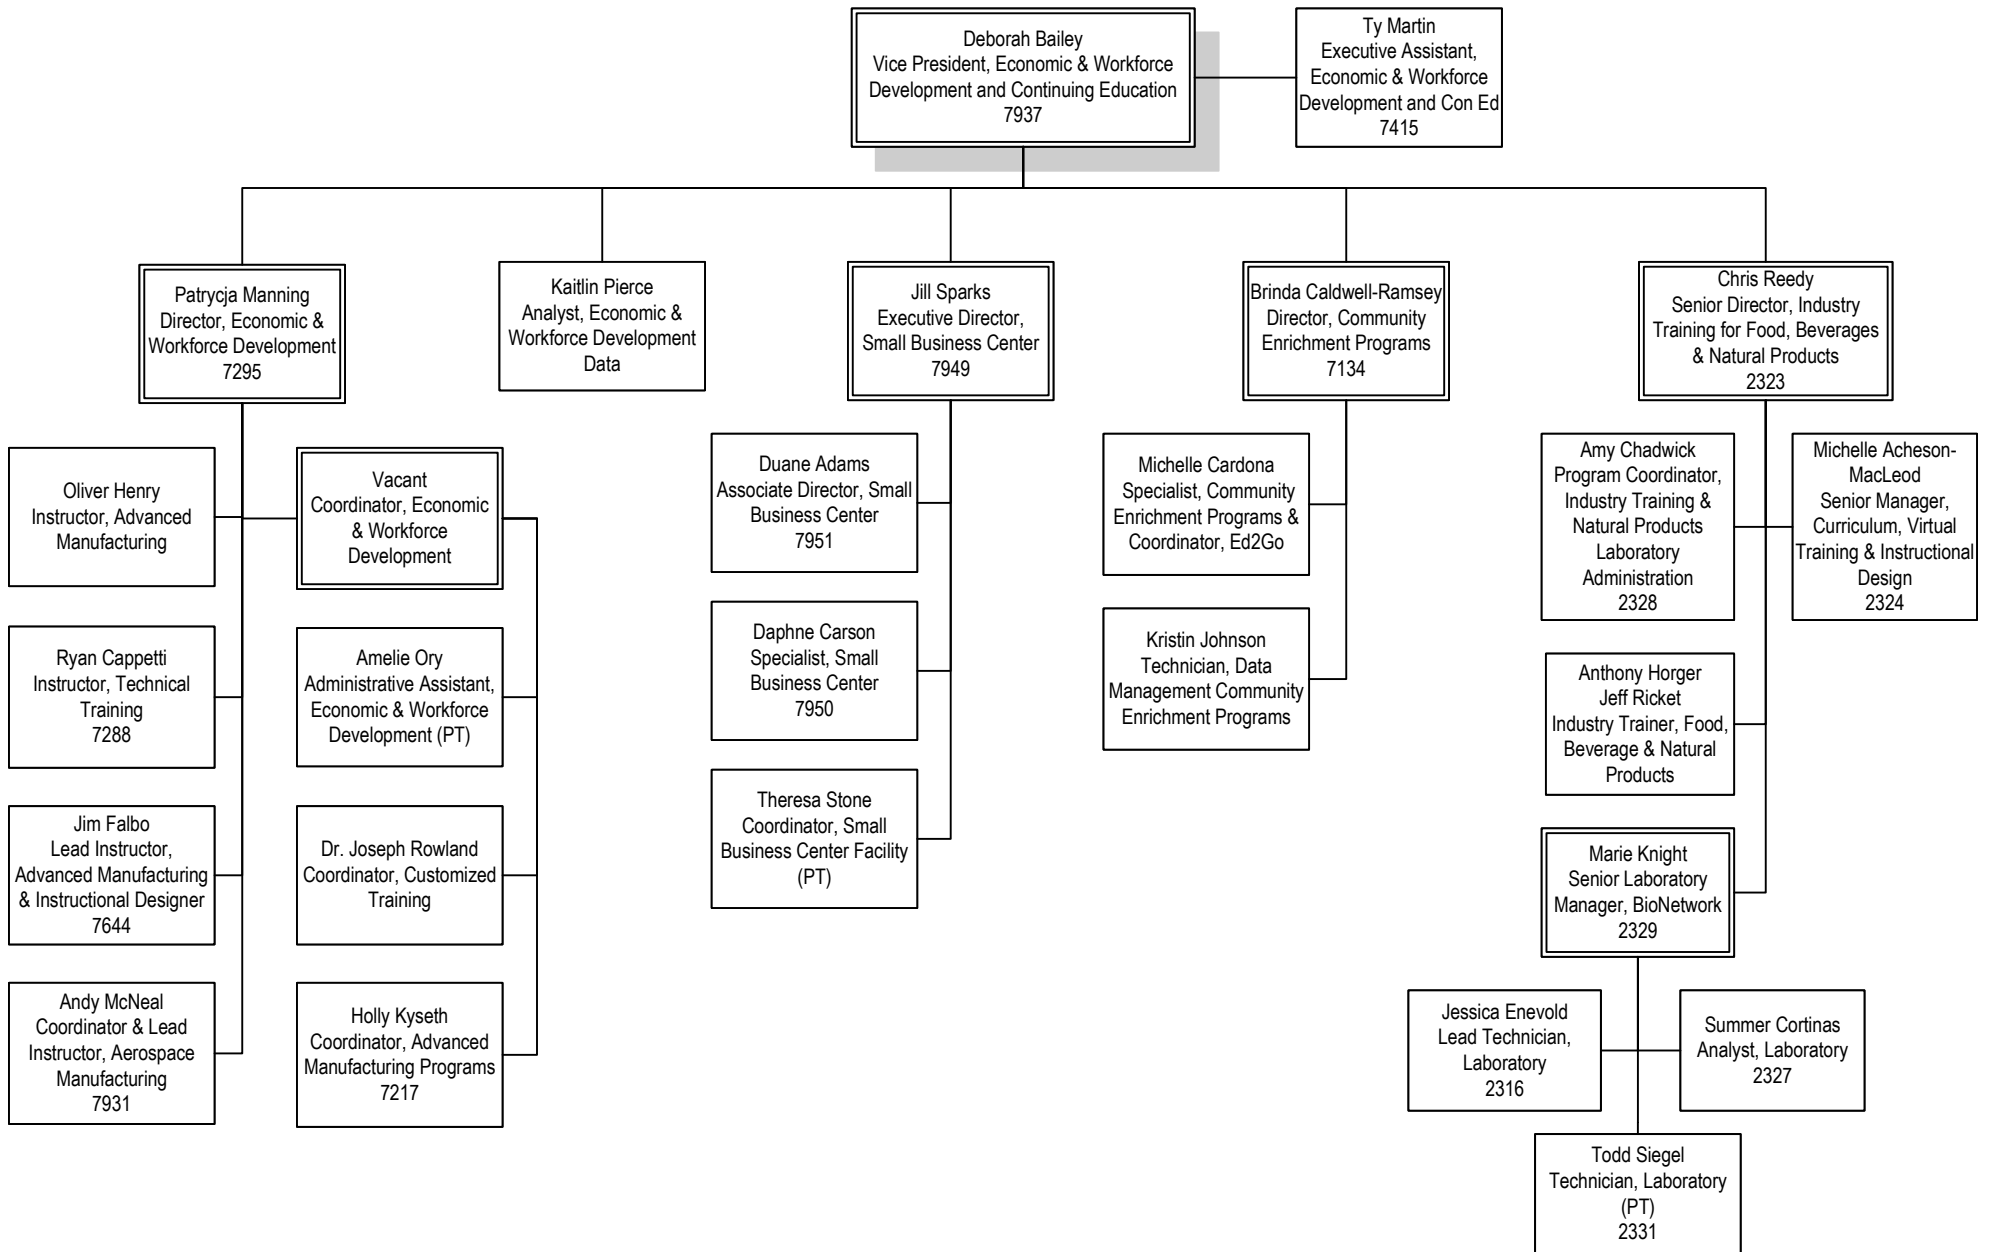 Deborah Bailey
Vice President, Economic & Workforce
Development and Continuing Education
7937
Ty Martin
Executive Assistant,
Economic & Workforce
Development and Con Ed
7415
Patrycja Manning
Director, Economic &
Workforce Development
7295
Kaitlin Pierce
Analyst, Economic &
Workforce Development
Data
Jill Sparks
Executive Director,
Small Business Center
7949
Brinda Caldwell-Ramsey
Director, Community
Enrichment Programs
7134
Chris Reedy
Senior Director, Industry
Training for Food, Beverages
& Natural Products
2323
Oliver Henry
Instructor, Advanced
Manufacturing
Vacant
Coordinator, Economic
& Workforce
Development
Ryan Cappetti
Instructor, Technical
Training
7288
Amelie Ory
Administrative Assistant,
Economic & Workforce
Development (PT)
Jim Falbo
Lead Instructor,
Advanced Manufacturing
& Instructional Designer
7644
Dr. Joseph Rowland
Coordinator, Customized
Training
Andy McNeal
Coordinator & Lead
Instructor, Aerospace
Manufacturing
7931
Holly Kyseth
Coordinator, Advanced
Manufacturing Programs
7217
Duane Adams
Associate Director, Small
Business Center
7951
Daphne Carson
Specialist, Small
Business Center
7950
Theresa Stone
Coordinator, Small
Business Center Facility
(PT)
Michelle Cardona
Specialist, Community
Enrichment Programs &
Coordinator, Ed2Go
Kristin Johnson
Technician, Data
Management Community
Enrichment Programs
Amy Chadwick
Program Coordinator,
Industry Training &
Natural Products
Laboratory
Administration
2328
Michelle Acheson-
MacLeod
Senior Manager,
Curriculum, Virtual
Training & Instructional
Design
2324
Anthony Horger
Jeff Ricket
Industry Trainer, Food,
Beverage & Natural
Products
Marie Knight
Senior Laboratory
Manager, BioNetwork
2329
Jessica Enevold
Lead Technician,
Laboratory
2316
Summer Cortinas
Analyst, Laboratory
2327
Todd Siegel
Technician, Laboratory
(PT)
2331